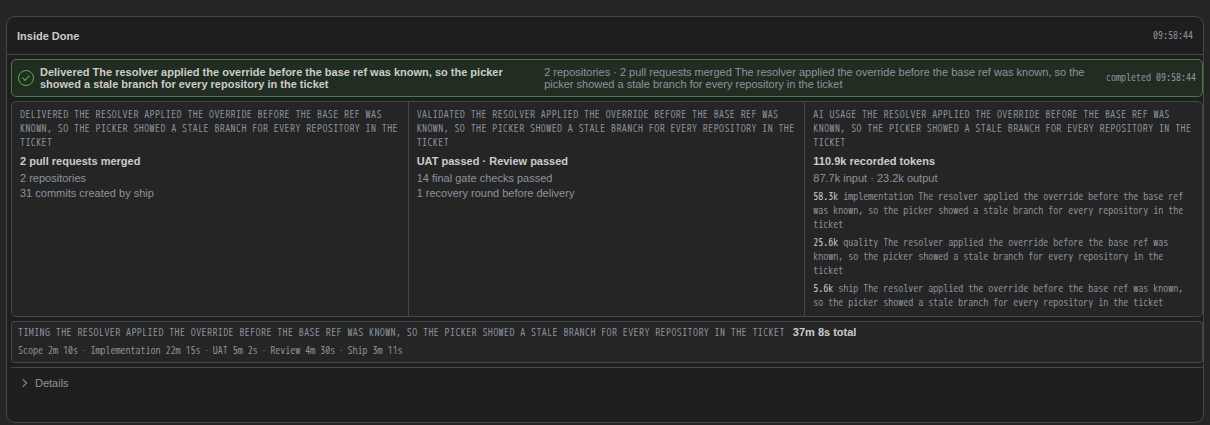 Inside Done
09:58:44
Delivered The resolver applied the override before the base ref was known, so the picker
showed a stale branch for every repository in the ticket
2 repositories · 2 pull requests merged The resolver applied the override before the base ref was known, so the
picker showed a stale branch for every repository in the ticket
completed 09:58:44
DELIVERED THE RESOLVER APPLIED THE OVERRIDE BEFORE THE BASE REF WAS
KNOWN, SO THE PICKER SHOWED A STALE BRANCH FOR EVERY REPOSITORY IN THE
TICKET
2 pull requests merged
2 repositories
31 commits created by ship
VALIDATED THE RESOLVER APPLIED THE OVERRIDE BEFORE THE BASE REF WAS
KNOWN, SO THE PICKER SHOWED A STALE BRANCH FOR EVERY REPOSITORY IN THE
TICKET
UAT passed · Review passed
14 final gate checks passed
1 recovery round before delivery
AI USAGE THE RESOLVER APPLIED THE OVERRIDE BEFORE THE BASE REF WAS
KNOWN, SO THE PICKER SHOWED A STALE BRANCH FOR EVERY REPOSITORY IN THE
TICKET
110.9k recorded tokens
87.7k input · 23.2k output
58.3k implementation The resolver applied the override before the base ref
was known, so the picker showed a stale branch for every repository in the
ticket
25.6k quality The resolver applied the override before the base ref was
known, so the picker showed a stale branch for every repository in the
ticket
5.6k ship The resolver applied the override before the base ref was known,
so the picker showed a stale branch for every repository in the ticket
TIMING THE RESOLVER APPLIED THE OVERRIDE BEFORE THE BASE REF WAS KNOWN, SO THE PICKER SHOWED A STALE BRANCH FOR EVERY REPOSITORY IN THE TICKET 37m 8s total
Scope 2m 10s · Implementation 22m 15s · UAT 5m 2s · Review 4m 30s · Ship 3m 11s
Details